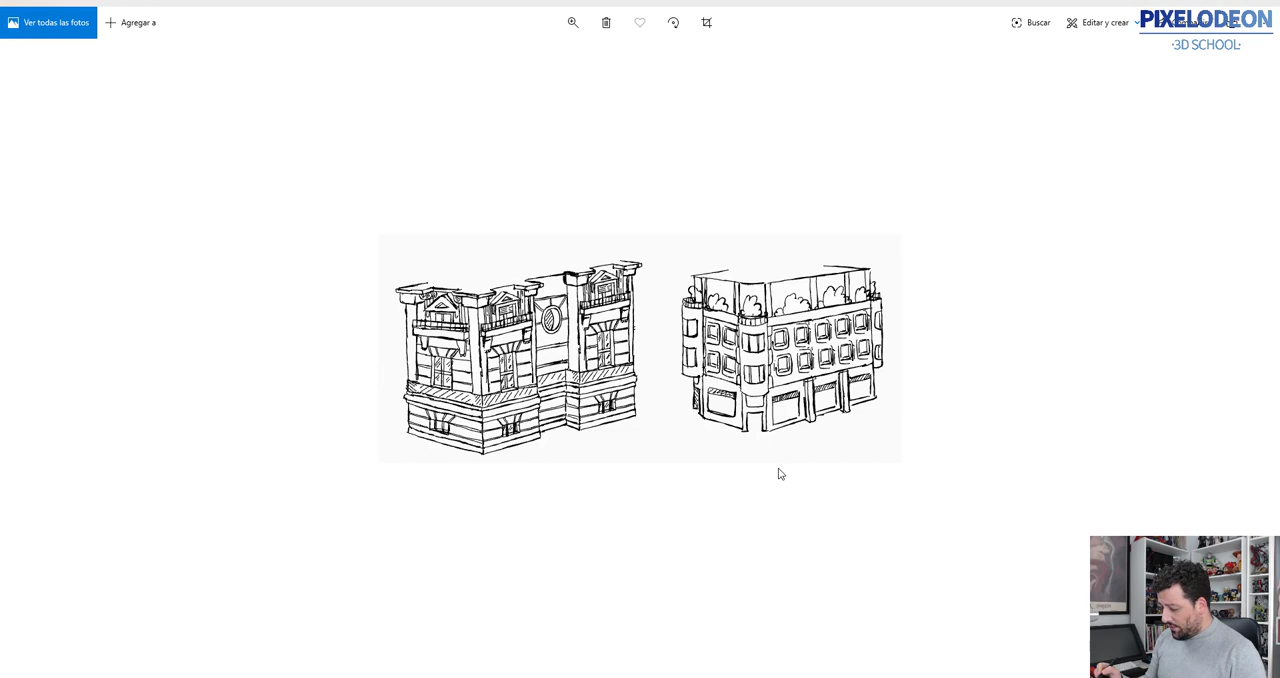 Ver todas las fotos
Agregar a
Buscar
Editar y crear
PIXELODEON
·3D SCHOOL·